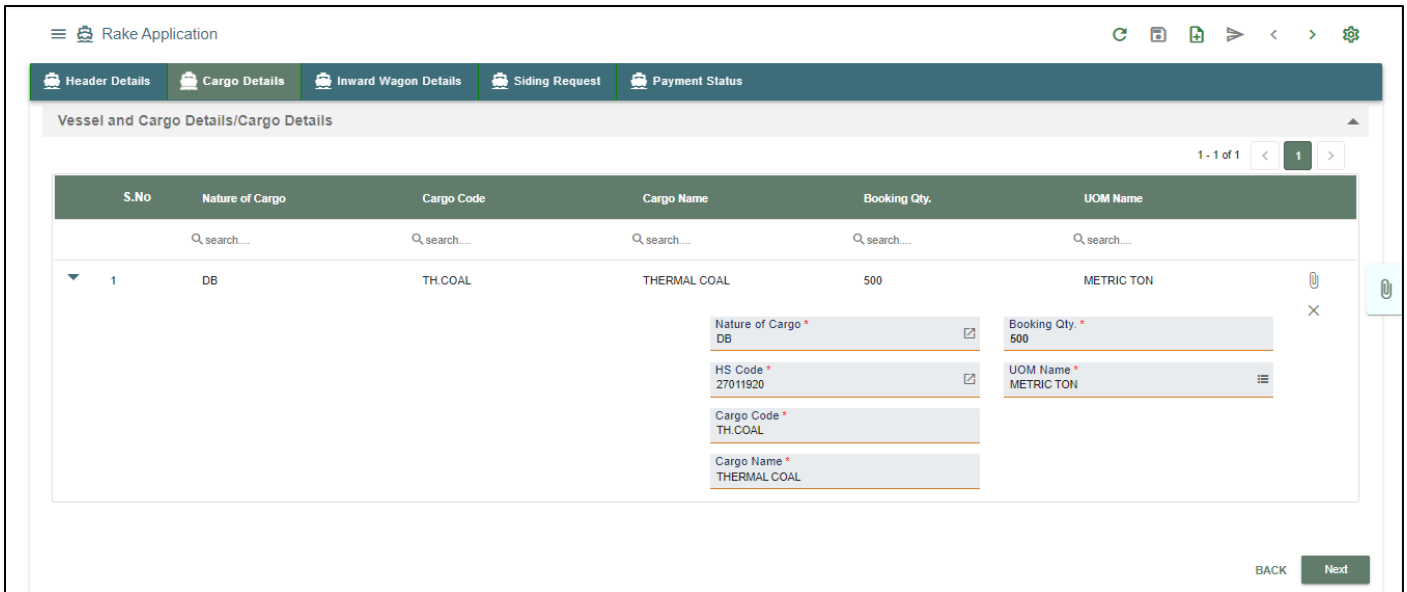 Rake Application
Header Details Cargo Details Inward Wagon Details Siding Request Payment Status
Vessel and Cargo Details/Cargo Details
1 - 1 of 1 < 1 >
S.No Nature of Cargo Cargo Code Cargo Name Booking Qty. UOM Name
search.... search.... search.... search.... search....
1 DB TH.COAL THERMAL COAL 500 METRIC TON
Nature of Cargo * Booking Qty. *
DB 500
HS Code * UOM Name *
27011920 METRIC TON
Cargo Code *
TH.COAL
Cargo Name *
THERMAL COAL
BACK Next